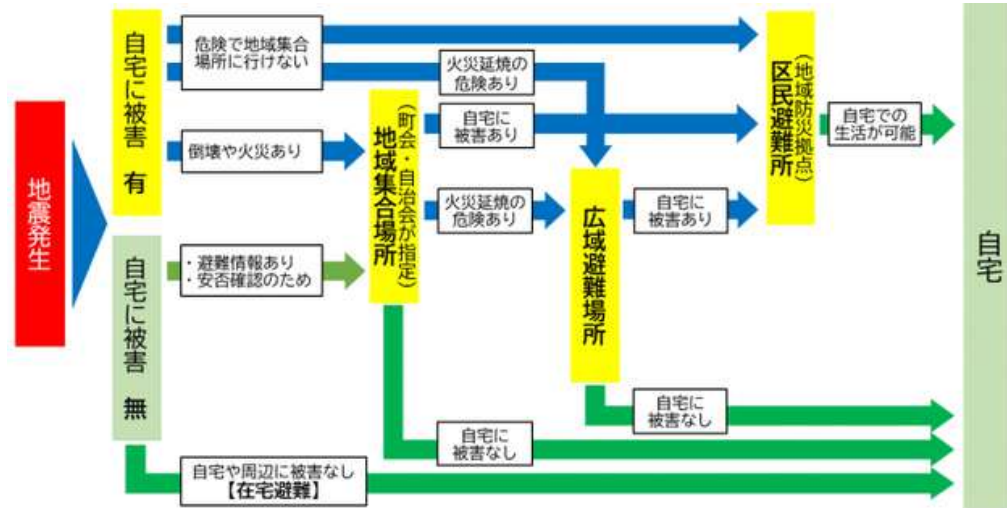 地震発生
自宅に被害 有
自宅に被害 無
危険で地域集合
場所に行けない
倒壊や火災あり
・避難情報あり
・安否確認のため
自宅や周辺に被害なし
【在宅避難】
(町会・自治会が指定)
地域集合場所
火災延焼の
危険あり
自宅に
被害あり
火災延焼の
危険あり
自宅に
被害なし
広域避難場所
自宅に
被害あり
自宅に
被害なし
(地域防災拠点)
区民避難所
自宅での
生活が可能
自宅